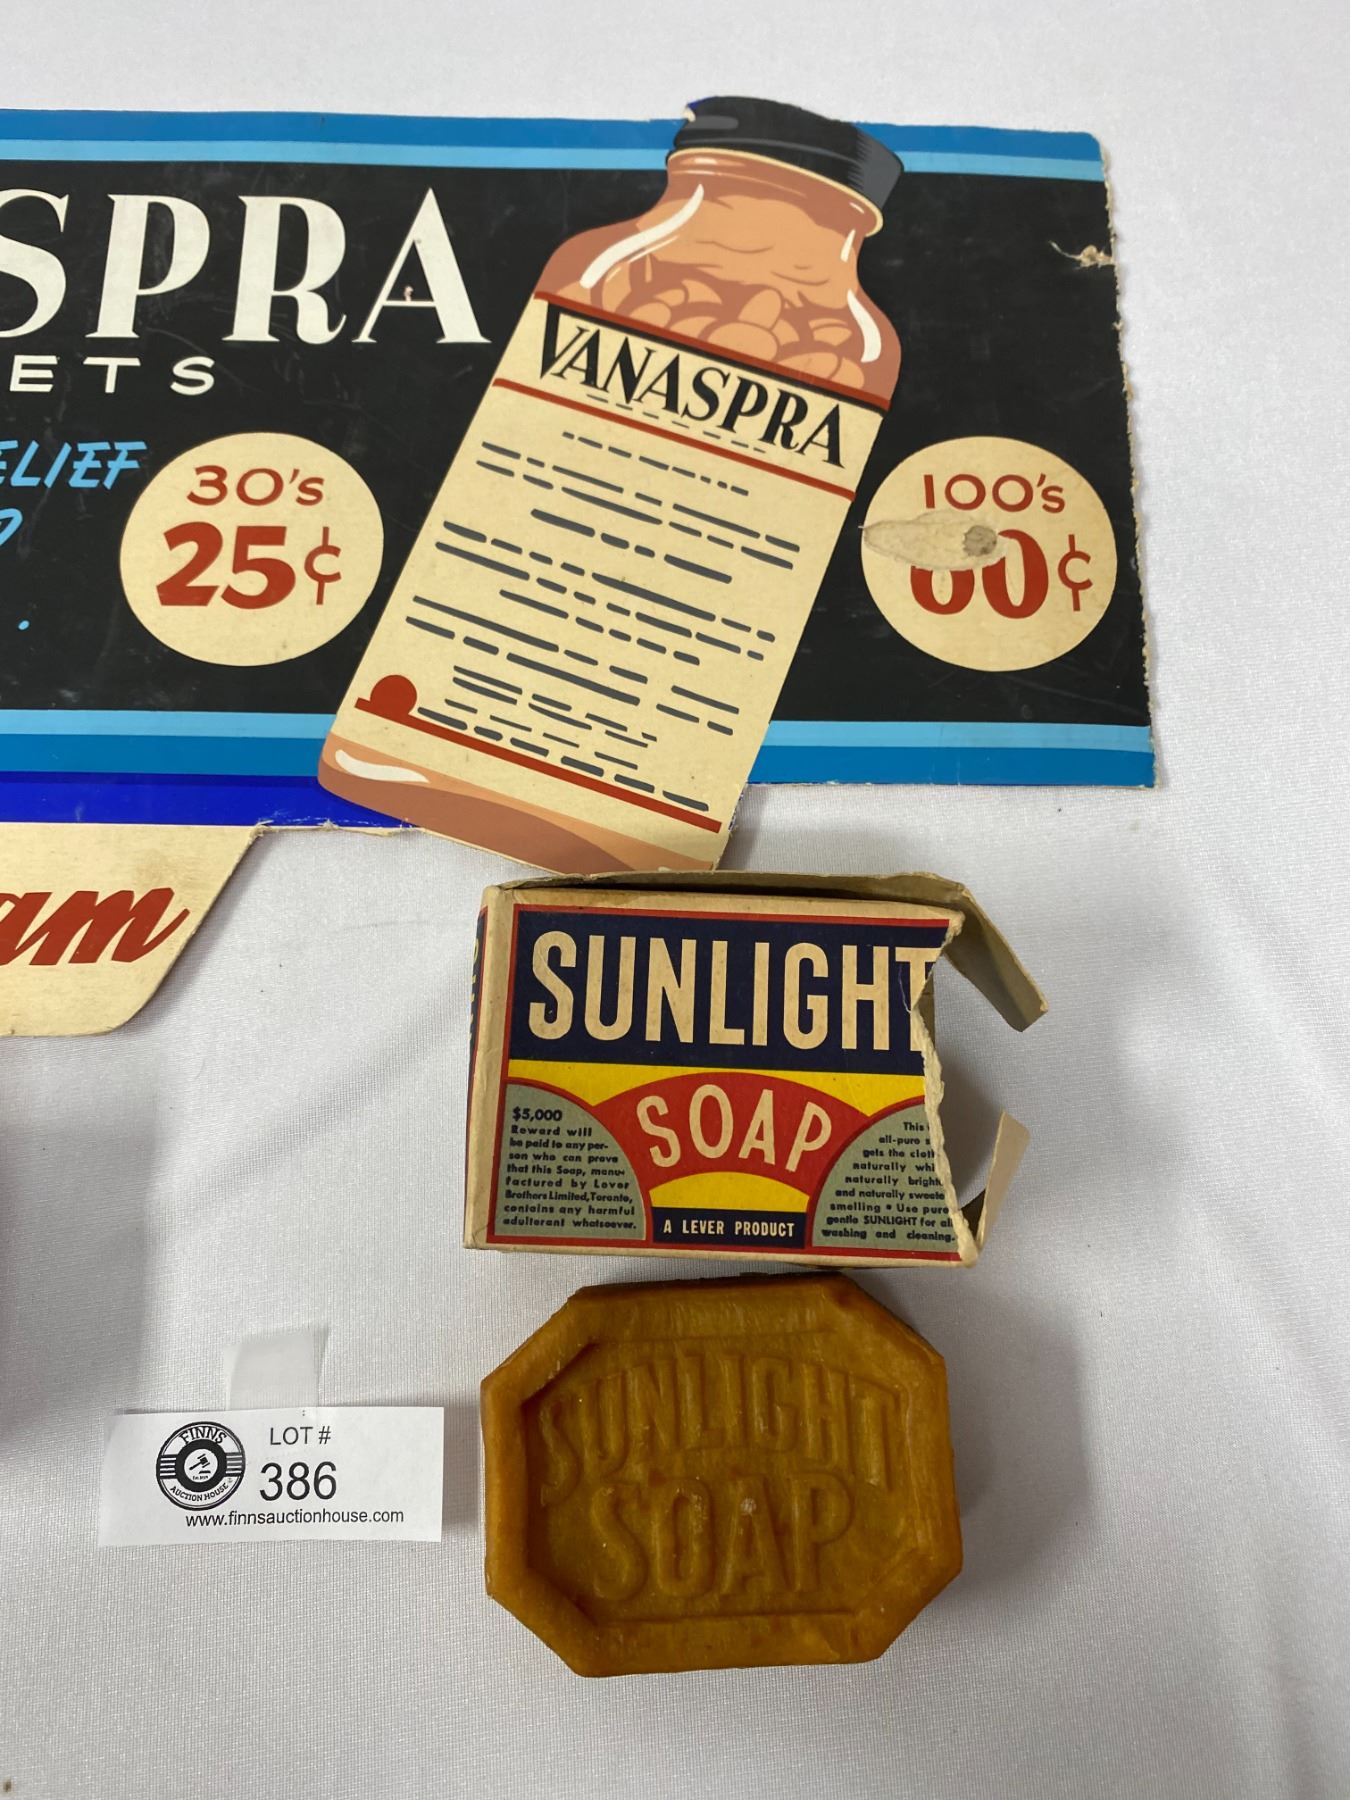 SPRA
ETS
ELIEF
30's
25¢
VANASPRA
100's
¢
am
SUNLIGHT
SOAP
$5,000
Reward will
be paid to any per-
son who can prove
that this Soap, manu-
factured by Lever
Brothers Limited, Toronto,
contains any harmful
adulterant whatsoever.
A LEVER PRODUCT
This
all-pure s
gets the cloth
naturally whi
naturally bright,
and naturally sweete
smelling • Use pure
gentle SUNLIGHT for all
washing and cleaning.
SUNLIGHT
SOAP
FINNS
AUCTION HOUSE
LOT #
386
www.finnsauctionhouse.com